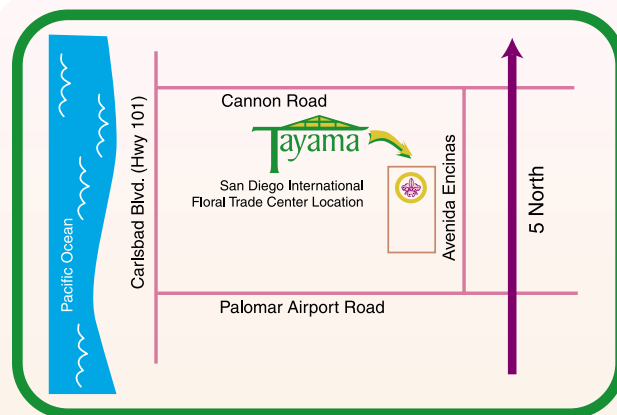 Cannon Road
Tayama
San Diego International
Floral Trade Center Location
Pacific Ocean
Carlsbad Blvd. (Hwy 101)
Avenida Encinas
5 North
Palomar Airport Road